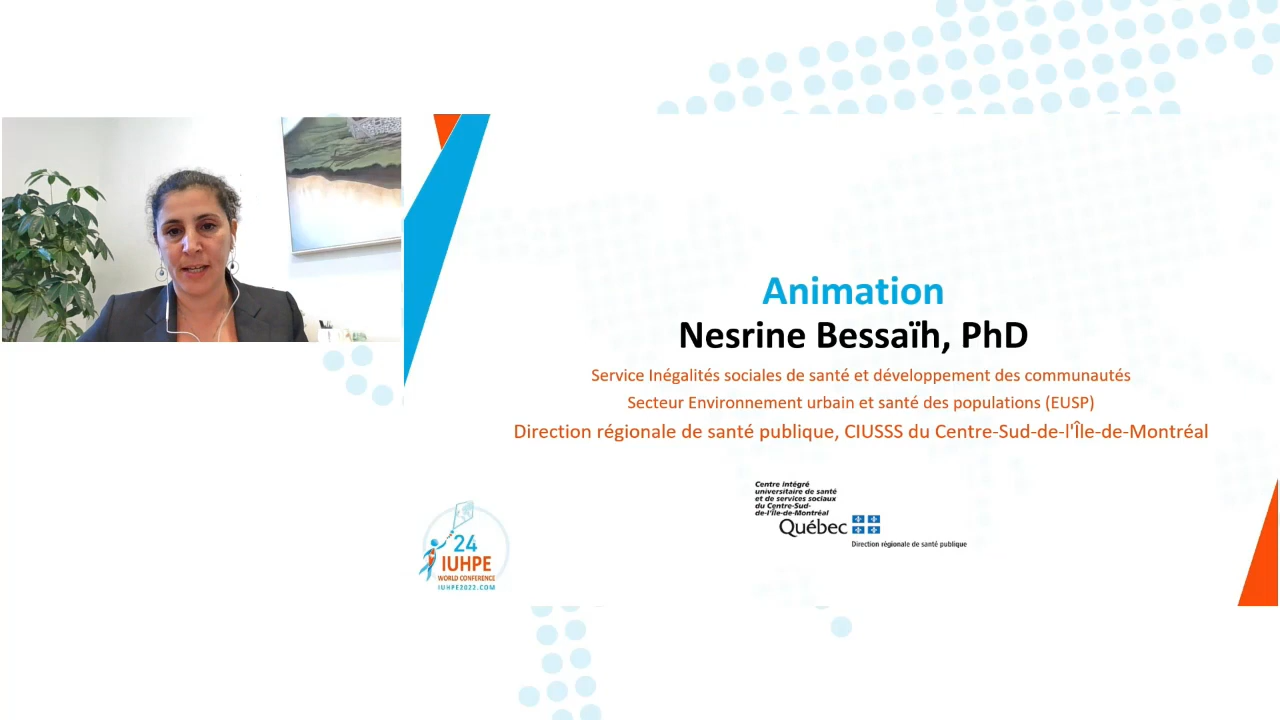 Animation
Nesrine Bessaïh, PhD
Service Inégalités sociales de santé et développement des communautés
Secteur Environnement urbain et santé des populations (EUSP)
Direction régionale de santé publique, CIUSSS du Centre-Sud-de-l'Île-de-Montréal
Centre intégré
universitaire de santé
et de services sociaux
du Centre-Sud-
de-l'Île-de-Montréal
Québec
Direction régionale de santé publique
24
IUHPE
WORLD CONFERENCE
IUHPE2022.COM